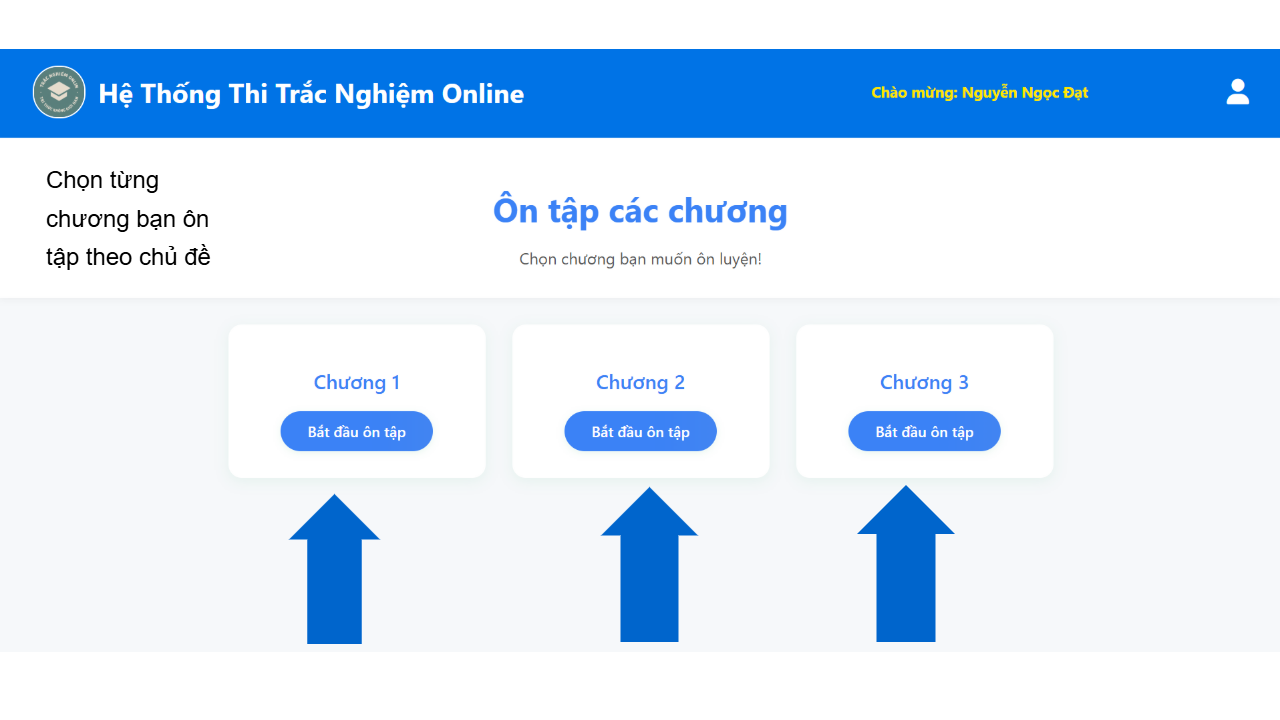 Hệ Thống Thi Trắc Nghiệm Online
Chào mừng: Nguyễn Ngọc Đạt
Chọn từng
chương bạn ôn
tập theo chủ đề
Ôn tập các chương
Chọn chương bạn muốn ôn luyện!
Chương 1
Chương 2
Chương 3
Bắt đầu ôn tập
Bắt đầu ôn tập
Bắt đầu ôn tập